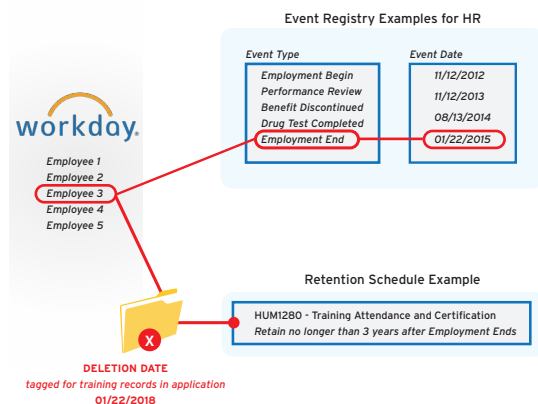 Event Registry Examples for HR
Event Type
Event Date
Employment Begin
Performance Review
Benefit Discontinued
Drug Test Completed
Employment End
11/12/2012
11/12/2013
08/13/2014
01/22/2015
workday.
Employee 1
Employee 2
Employee 3
Employee 4
Employee 5
Retention Schedule Example
HUM1280 - Training Attendance and Certification
Retain no longer than 3 years after Employment Ends
X
DELETION DATE
tagged for training records in application
01/22/2018